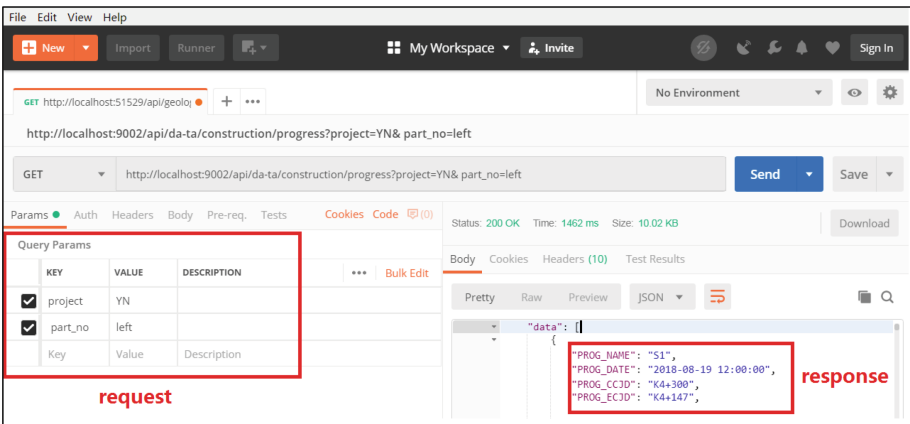 File Edit View Help
New Import Runner My Workspace Invite Sign In
GET http://localhost:51529/api/geolog No Environment
http://localhost:9002/api/da-ta/construction/progress?project=YN& part_no=left
GET http://localhost:9002/api/da-ta/construction/progress?project=YN& part_no=left Send Save
Params Auth Headers Body Pre-req. Tests Cookies Code (0)
Query Params
KEY VALUE DESCRIPTION Bulk Edit
project YN
part_no left
Key Value Description
request
Status: 200 OK Time: 1462 ms Size: 10.02 KB Download
Body Cookies Headers (10) Test Results
Pretty Raw Preview JSON
"data": [
{
"PROG_NAME": "S1",
"PROG_DATE": "2018-08-19 12:00:00",
"PROG_CCJD": "K4+300",
"PROG_ECJD": "K4+147",
response